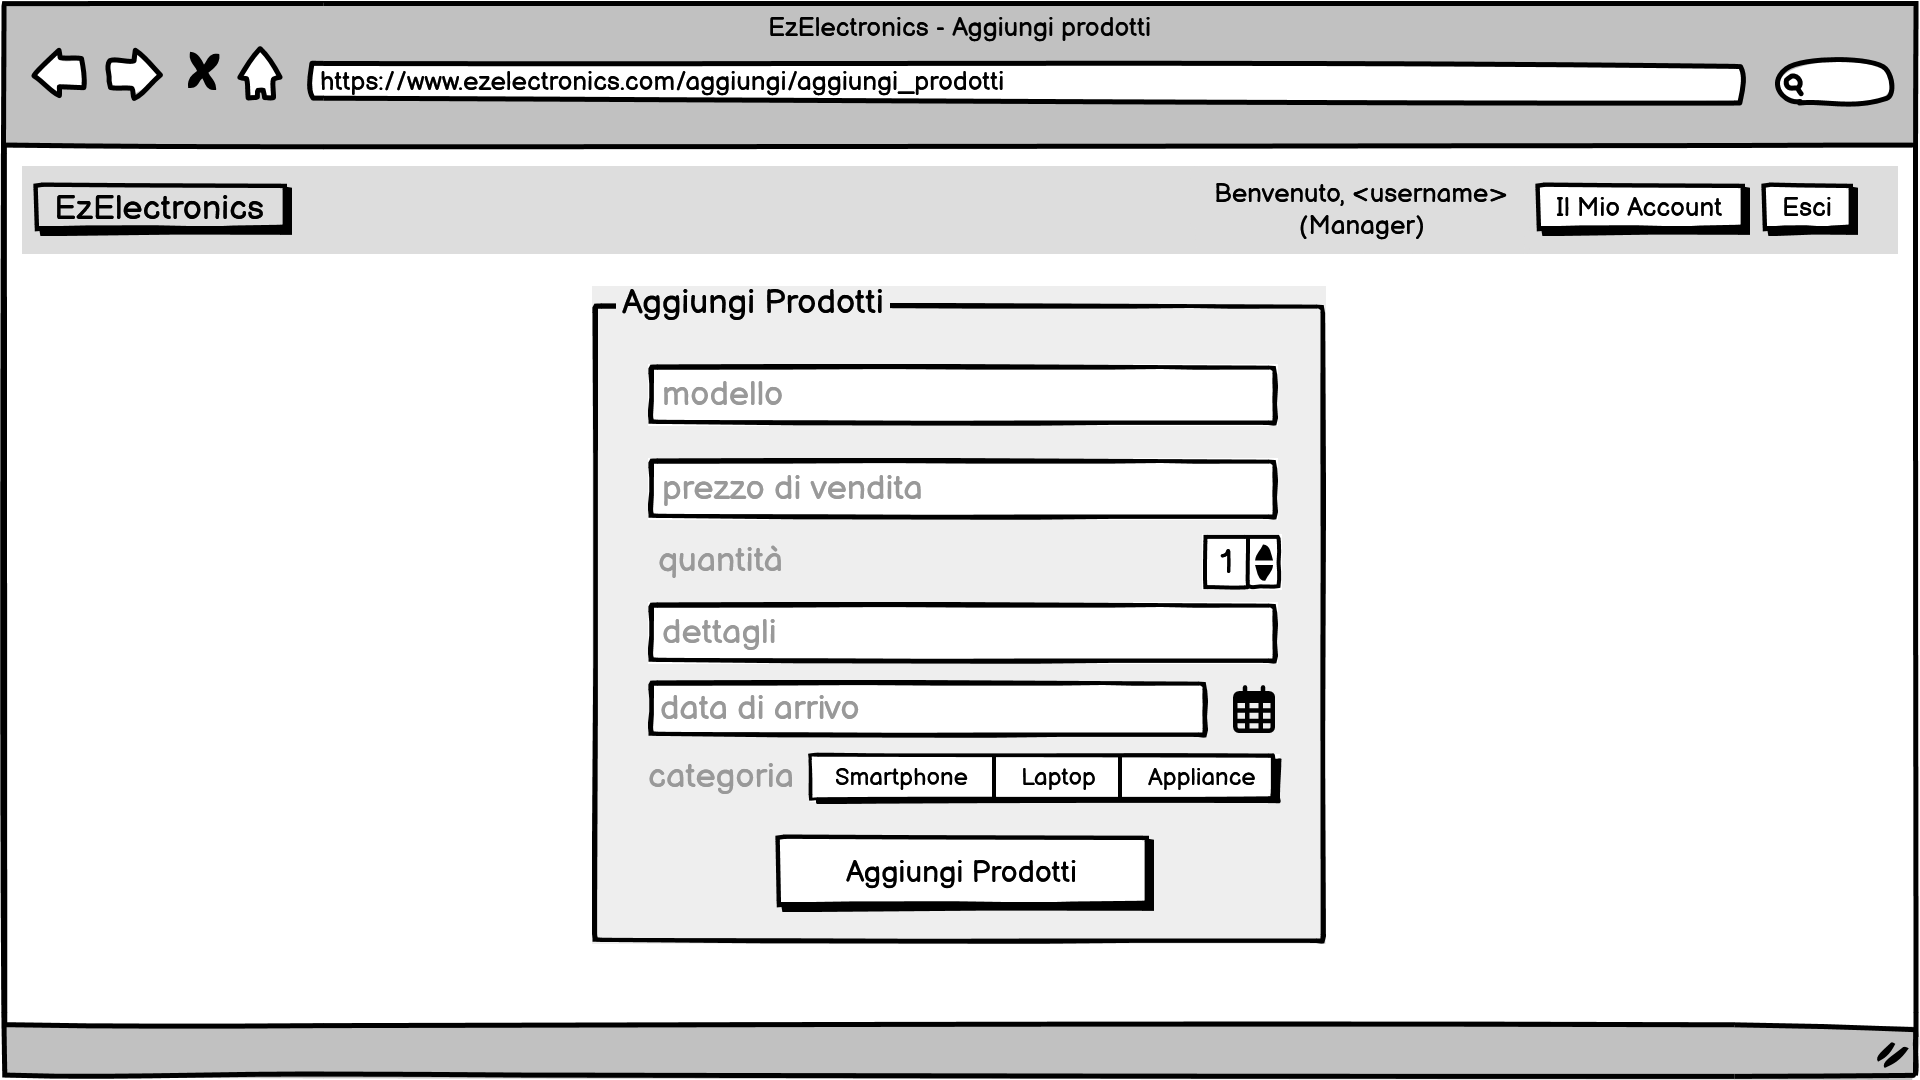 EzElectronics - Aggiungi prodotti
https://www.ezelectronics.com/aggiungi/aggiungi_prodotti
EzElectronics
Benvenuto, <username>
(Manager)
Il Mio Account
Esci
Aggiungi Prodotti
modello
prezzo di vendita
quantità
1
dettagli
data di arrivo
categoria
Smartphone
Laptop
Appliance
Aggiungi Prodotti